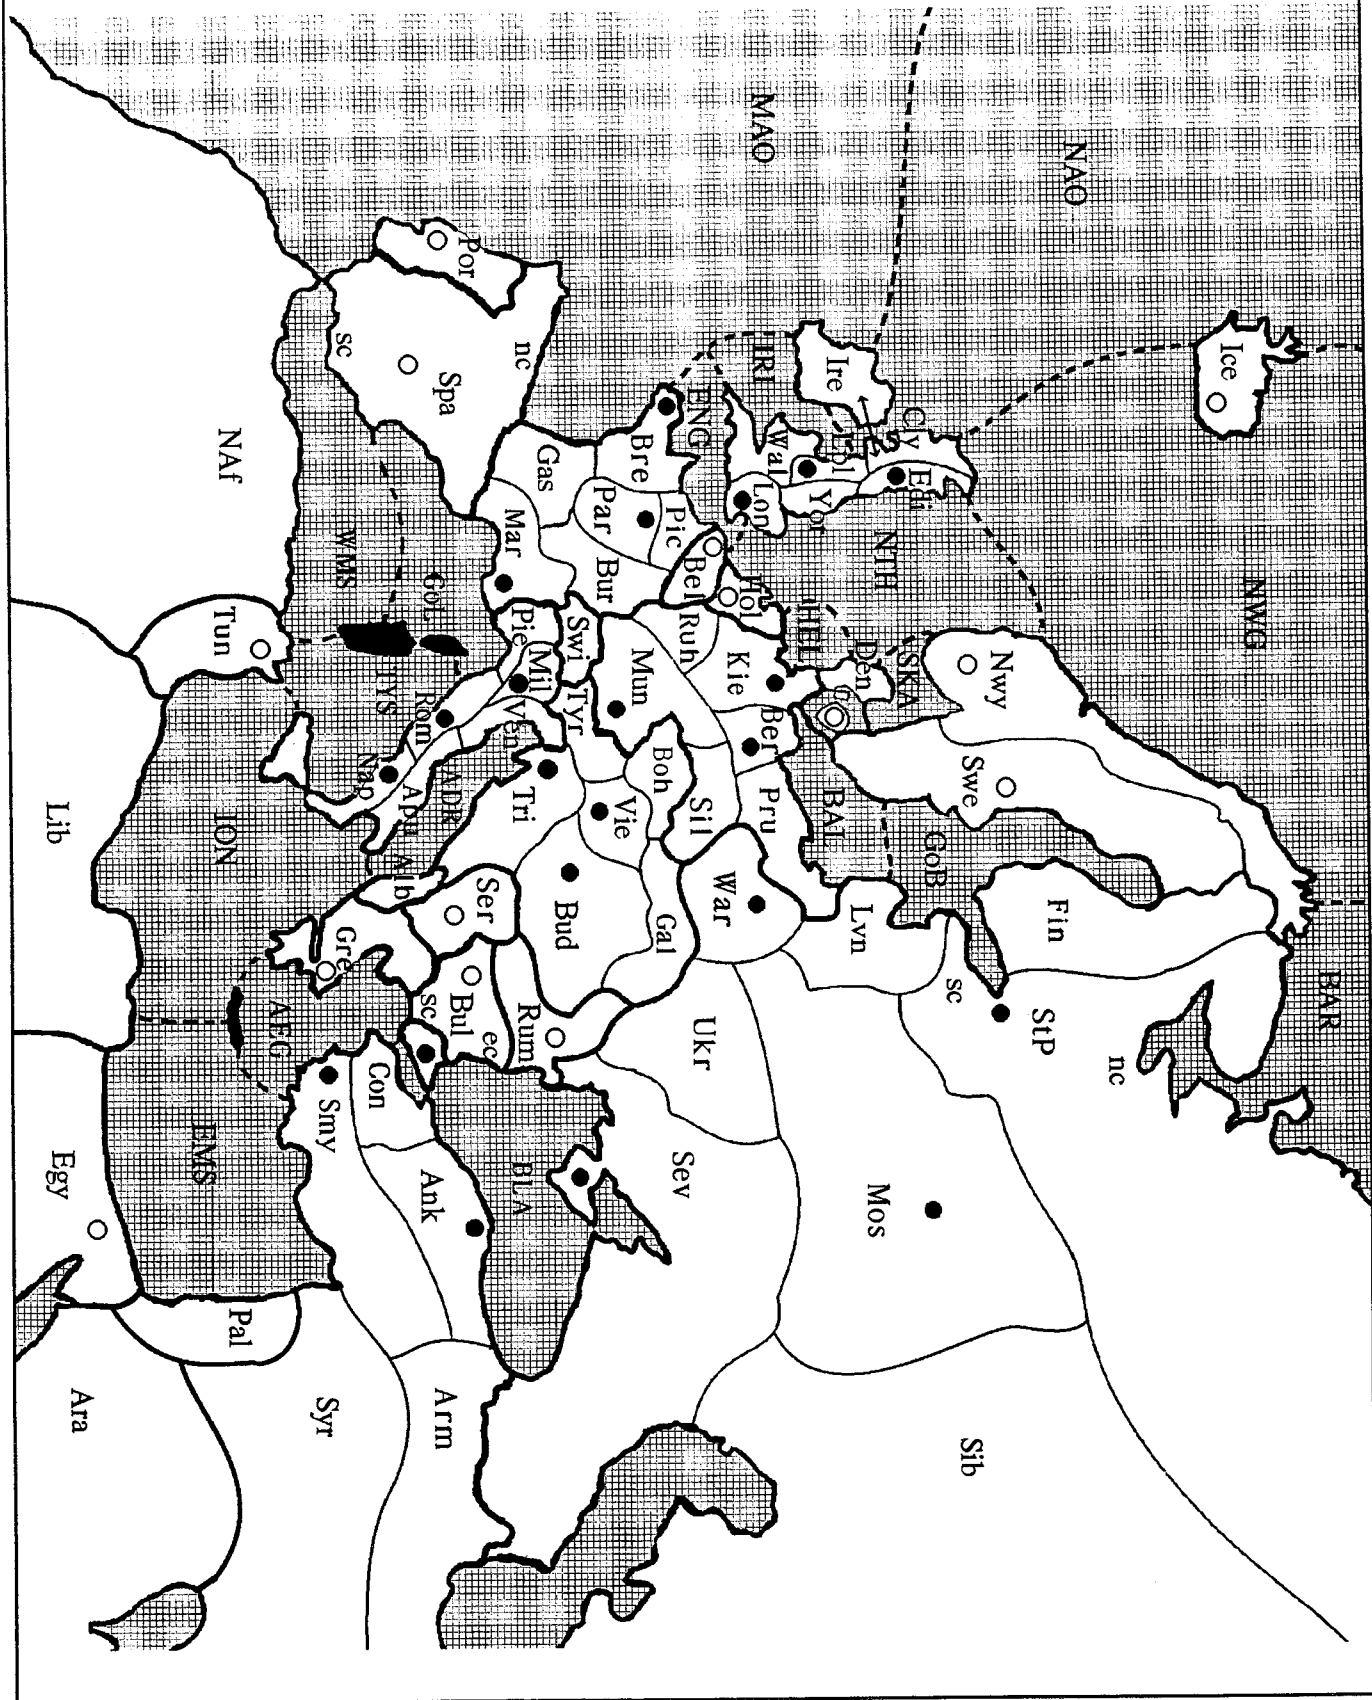 NAO
NWG
BAR
MAO
Ice
IRI
Ire
Cly
Edi
Lpl
Wal
Yor
Lon
NTH
ENG
Nwy
SKA
Den
HEL
Swe
GoB
BAL
Fin
StP
nc
sc
Lvn
Mos
Sib
Por
Spa
nc
sc
Bre
Gas
Par
Pic
Bel
Hol
Bur
Mar
Ruh
Kie
Ber
Mun
Pru
Sil
War
Boh
Swi
Tyr
Vie
Gal
Ukr
Sev
Pie
Mil
Ven
Tri
Bud
Rum
Rom
Nap
Apu
ADR
Alb
Ser
Gre
Bul
ec
sc
BLA
Con
Ank
Smy
Arm
Syr
WMS
GoL
TYS
ION
AEG
EMS
NAf
Tun
Lib
Egy
Pal
Ara